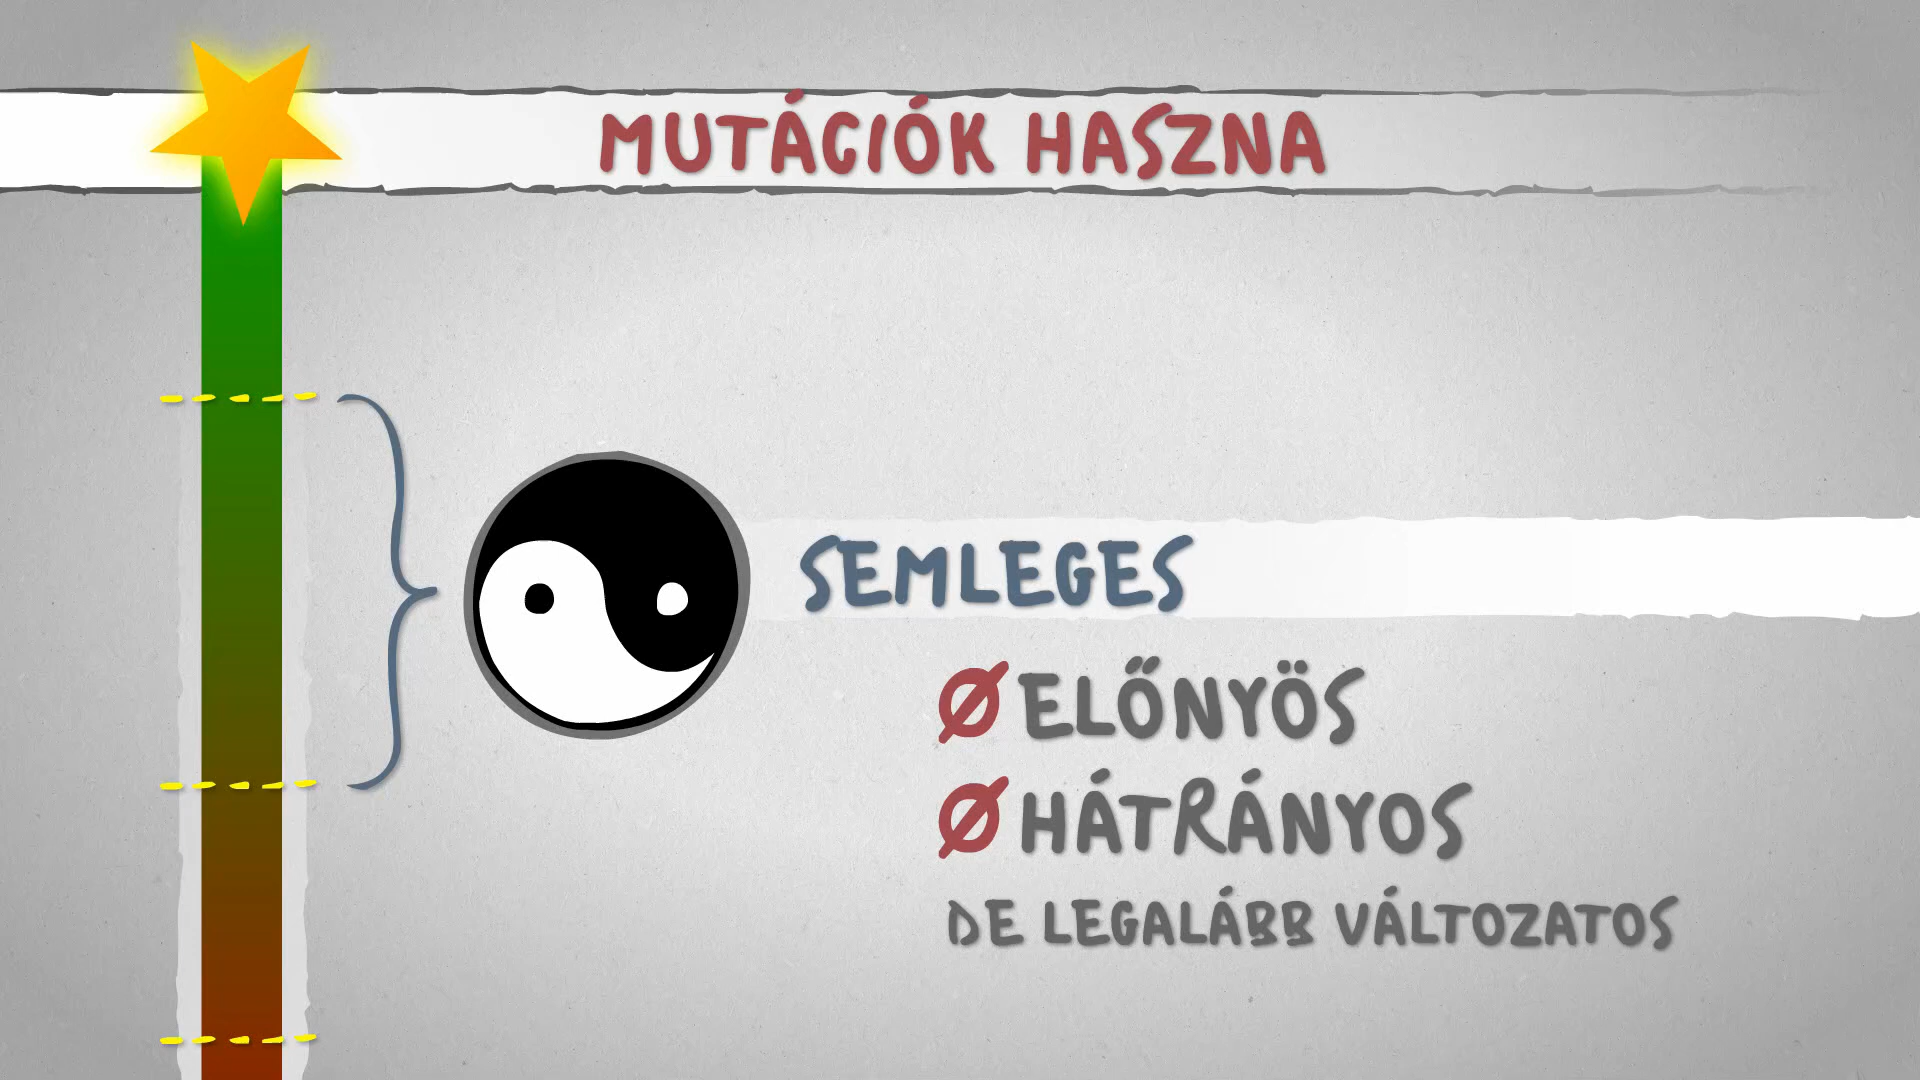 MUTÁCIÓK HASZNA
SEMLEGES
Ø ELŐNYÖS
Ø HÁTRÁNYOS
DE LEGALÁBB VÁLTOZATOS